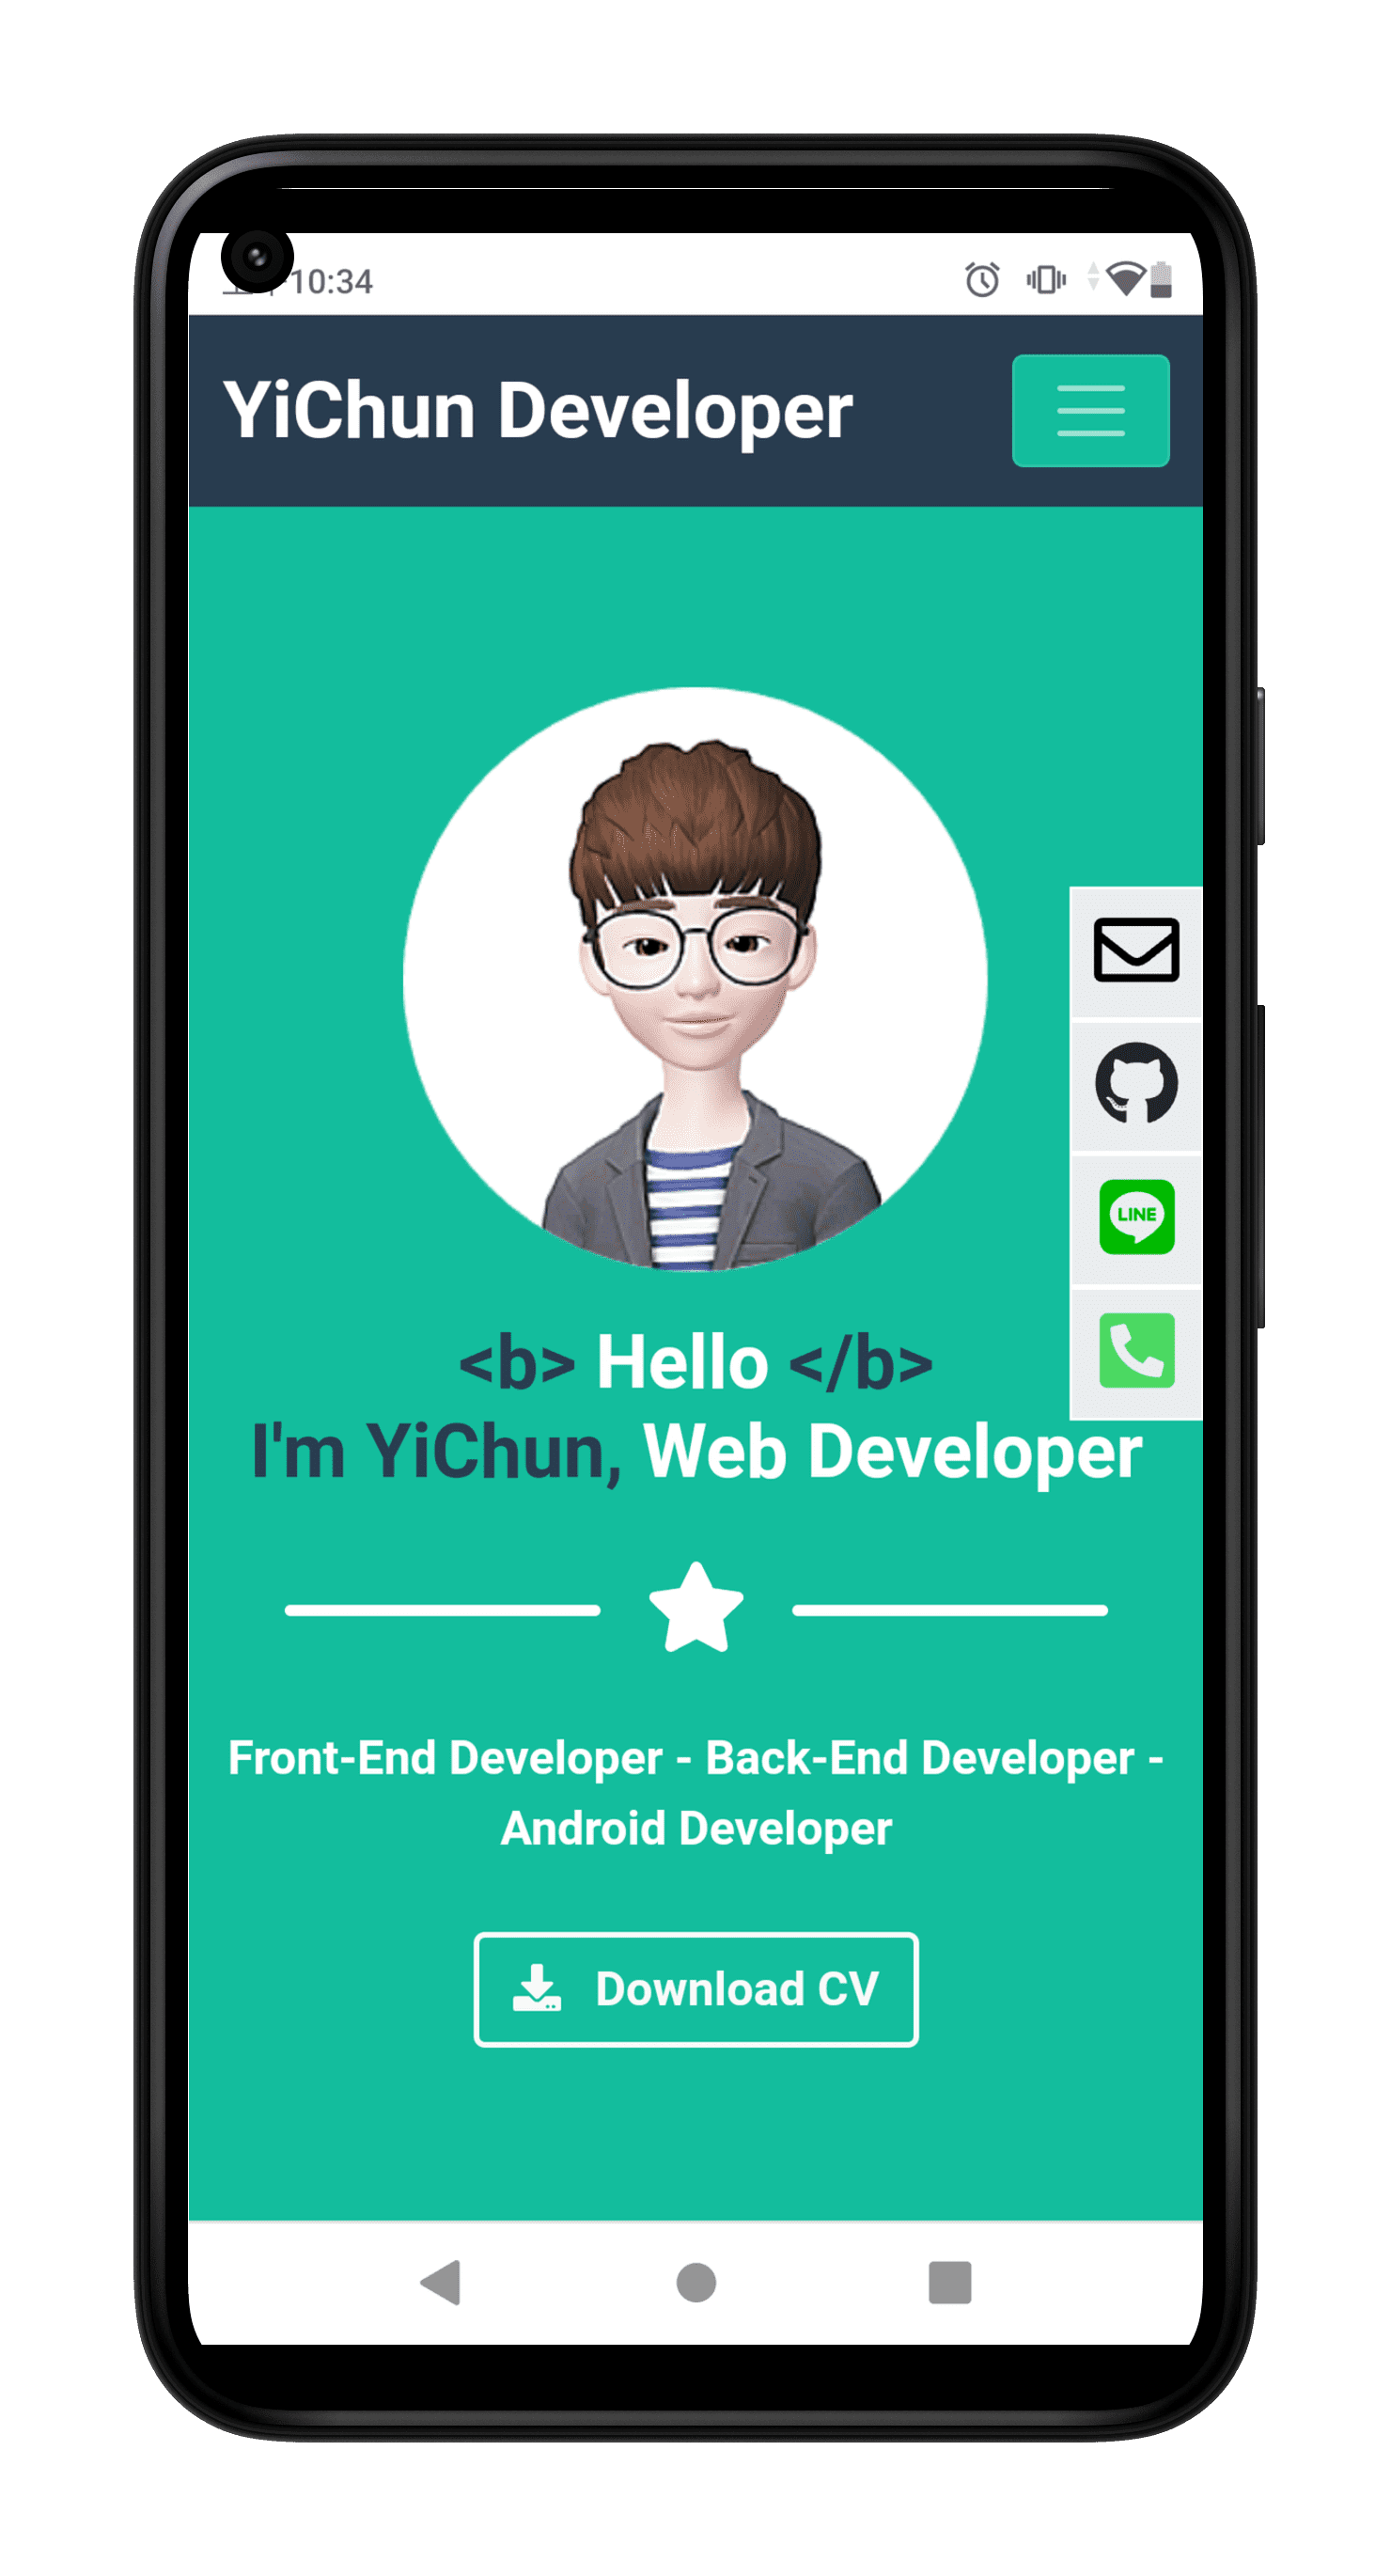 10:34
YiChun Developer
LINE
<b> Hello </b>
I'm YiChun, Web Developer
Front-End Developer - Back-End Developer -
Android Developer
Download CV